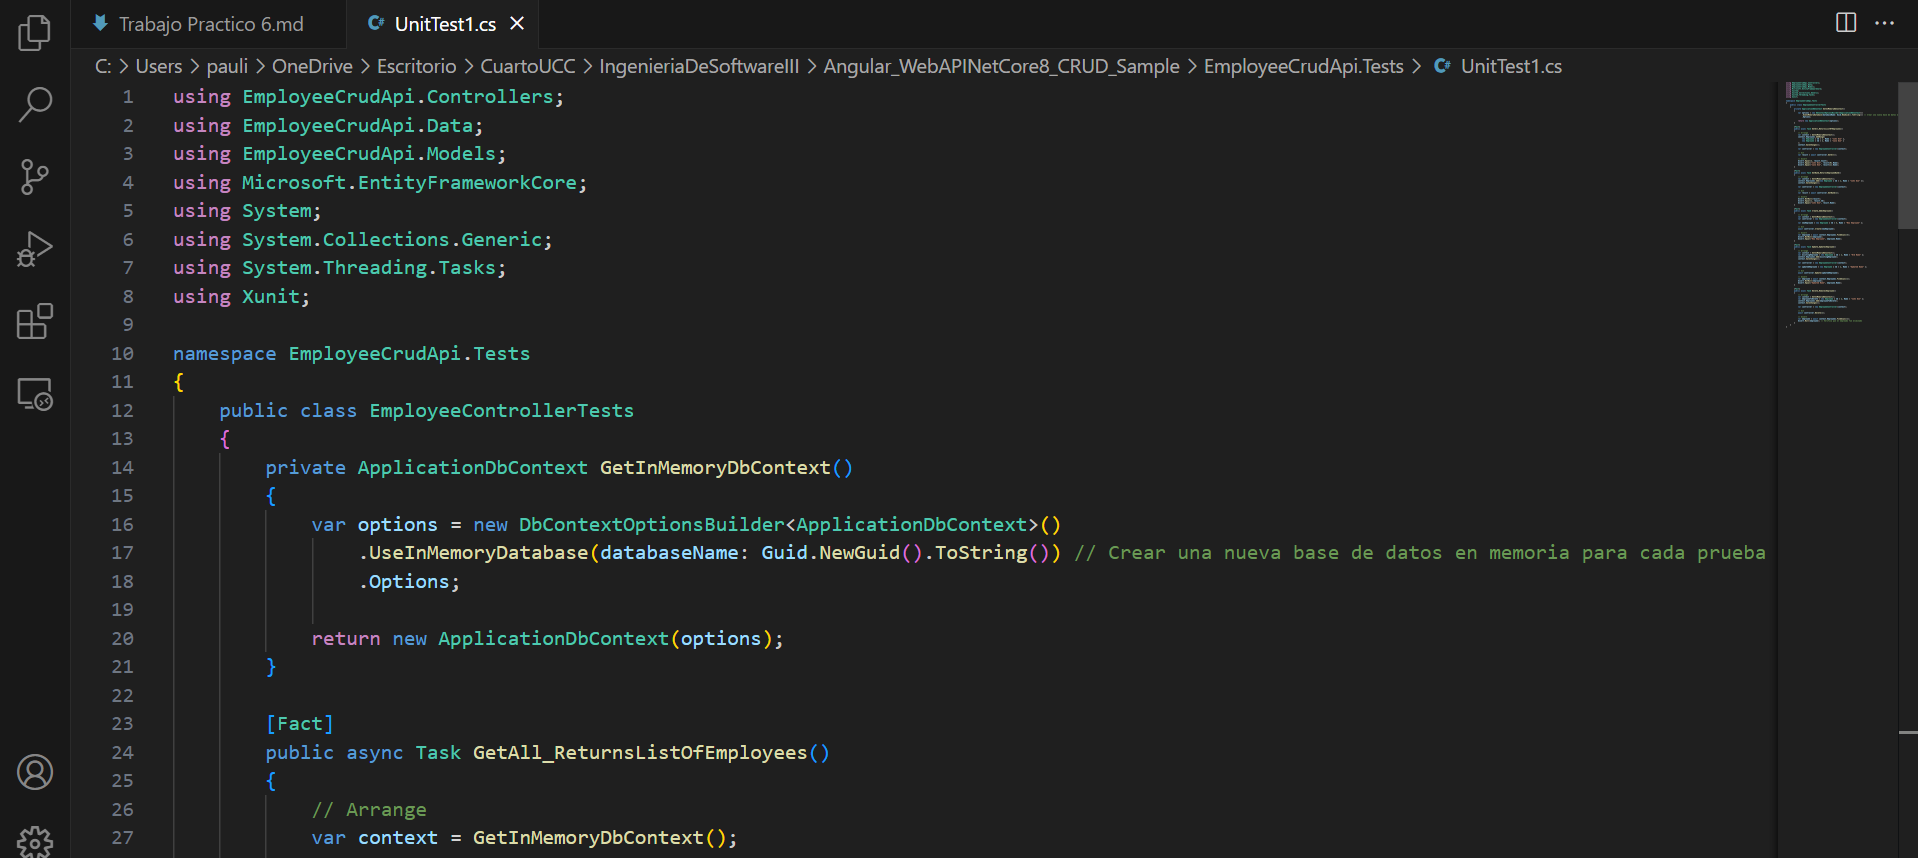 Trabajo Practico 6.md
UnitTest1.cs
C: > Users > pauli > OneDrive > Escritorio > CuartoUCC > IngenieriaDeSoftwareIII > Angular_WebAPINetCore8_CRUD_Sample > EmployeeCrudApi.Tests > C# UnitTest1.cs
1 using EmployeeCrudApi.Controllers;
2 using EmployeeCrudApi.Data;
3 using EmployeeCrudApi.Models;
4 using Microsoft.EntityFrameworkCore;
5 using System;
6 using System.Collections.Generic;
7 using System.Threading.Tasks;
8 using Xunit;
9
10 namespace EmployeeCrudApi.Tests
11 {
12 public class EmployeeControllerTests
13 {
14 private ApplicationDbContext GetInMemoryDbContext()
15 {
16 var options = new DbContextOptionsBuilder<ApplicationDbContext>()
17 .UseInMemoryDatabase(databaseName: Guid.NewGuid().ToString()) // Crear una nueva base de datos en memoria para cada prueba
18 .Options;
19
20 return new ApplicationDbContext(options);
21 }
22
23 [Fact]
24 public async Task GetAll_ReturnsListOfEmployees()
25 {
26 // Arrange
27 var context = GetInMemoryDbContext();